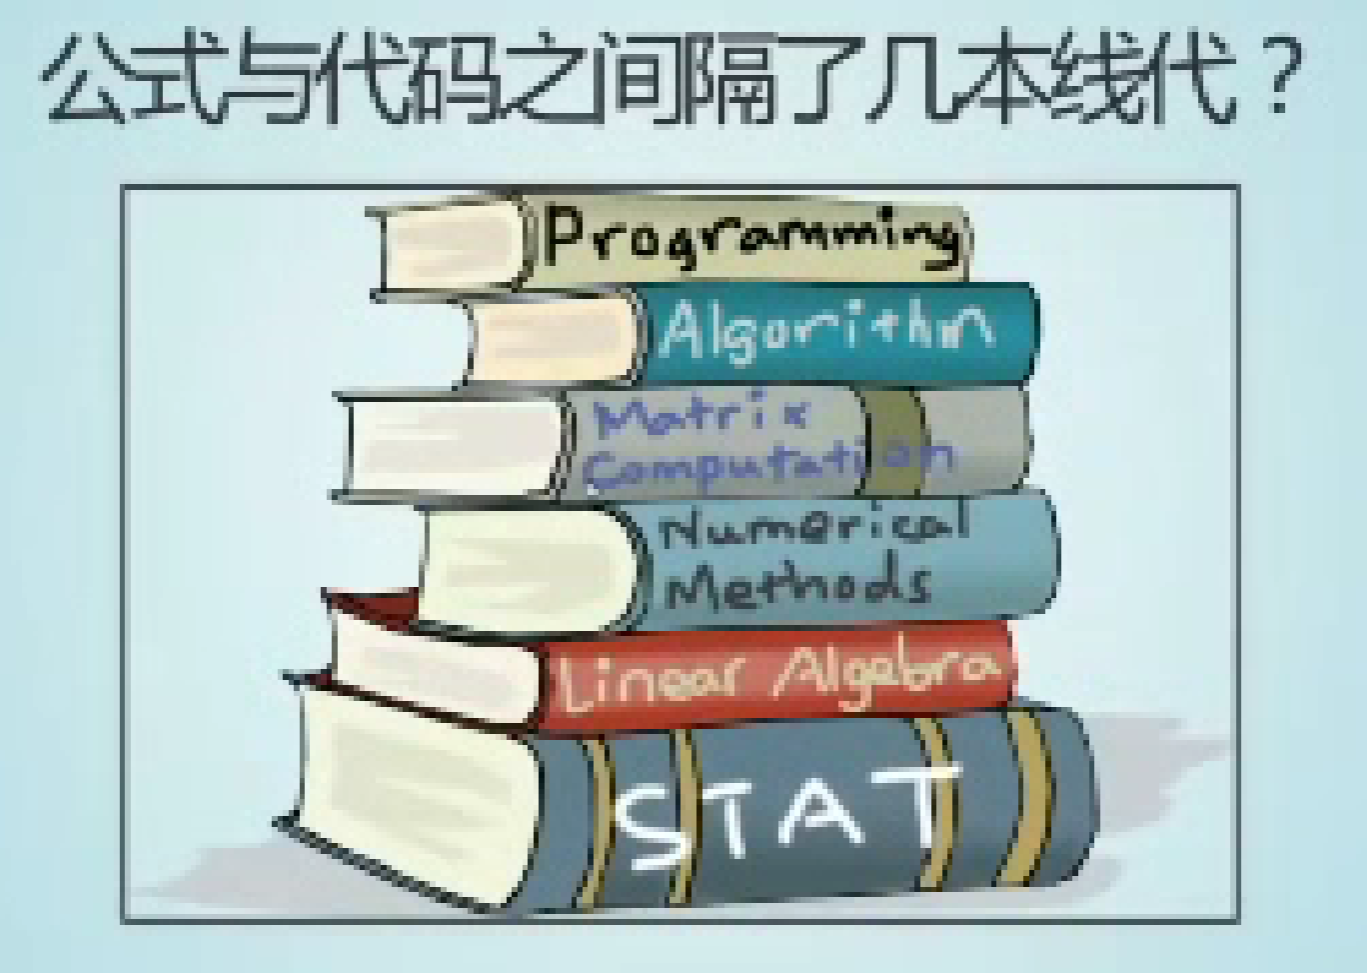 公式与代码之间隔了几本线代？
Programming
Algorithm
Matrix
Computation
Numerical
Methods
Linear Algebra
STAT